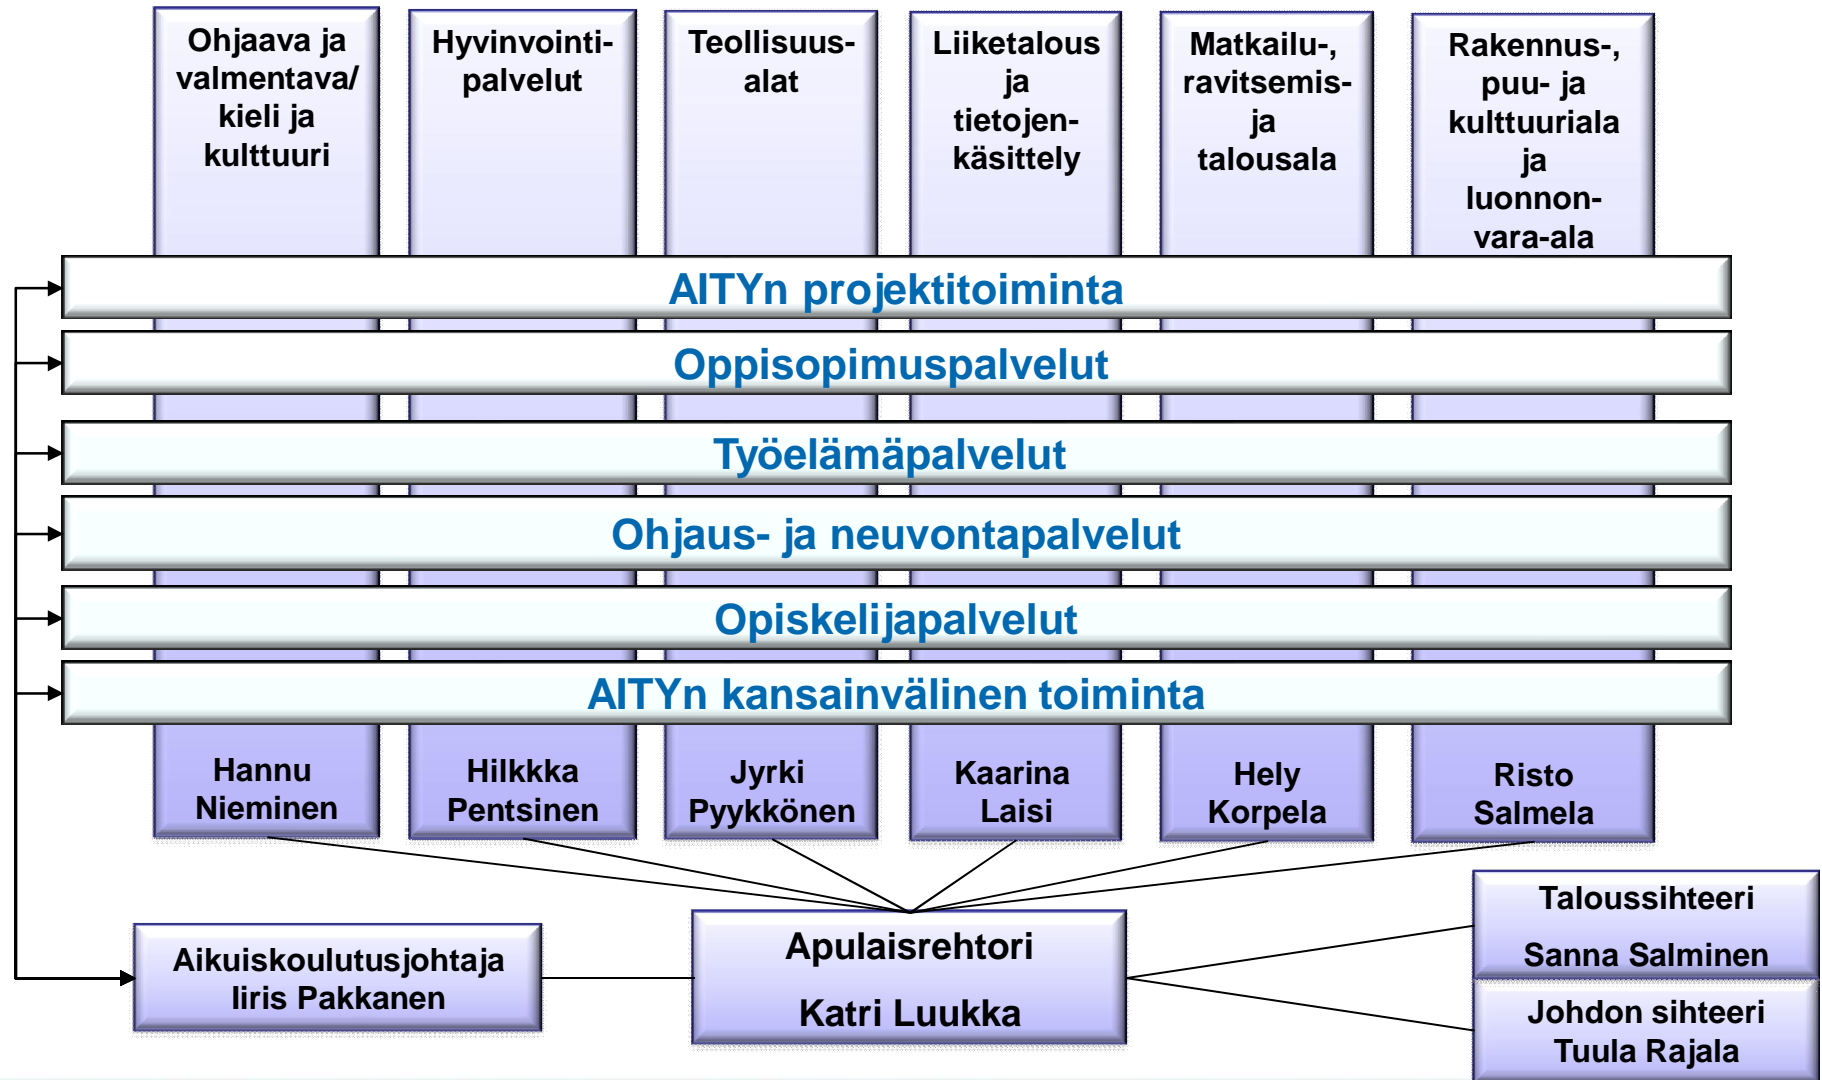 Ohjaava ja
valmentava/
kieli ja
kulttuuri
Hyvinvointi-
palvelut
Teollisuus-
alat
Liiketalous
ja
tietojen-
käsittely
Matkailu-,
ravitsemis-
ja
talousala
Rakennus-,
puu- ja
kulttuuriala
ja
luonnon-
vara-ala
AITYn projektitoiminta
Oppisopimuspalvelut
Työelämäpalvelut
Ohjaus- ja neuvontapalvelut
Opiskelijapalvelut
AITYn kansainvälinen toiminta
Hannu
Nieminen
Hilkkka
Pentsinen
Jyrki
Pyykkönen
Kaarina
Laisi
Hely
Korpela
Risto
Salmela
Aikuiskoulutusjohtaja
Iiris Pakkanen
Apulaisrehtori
Katri Luukka
Taloussihteeri
Sanna Salminen
Johdon sihteeri
Tuula Rajala